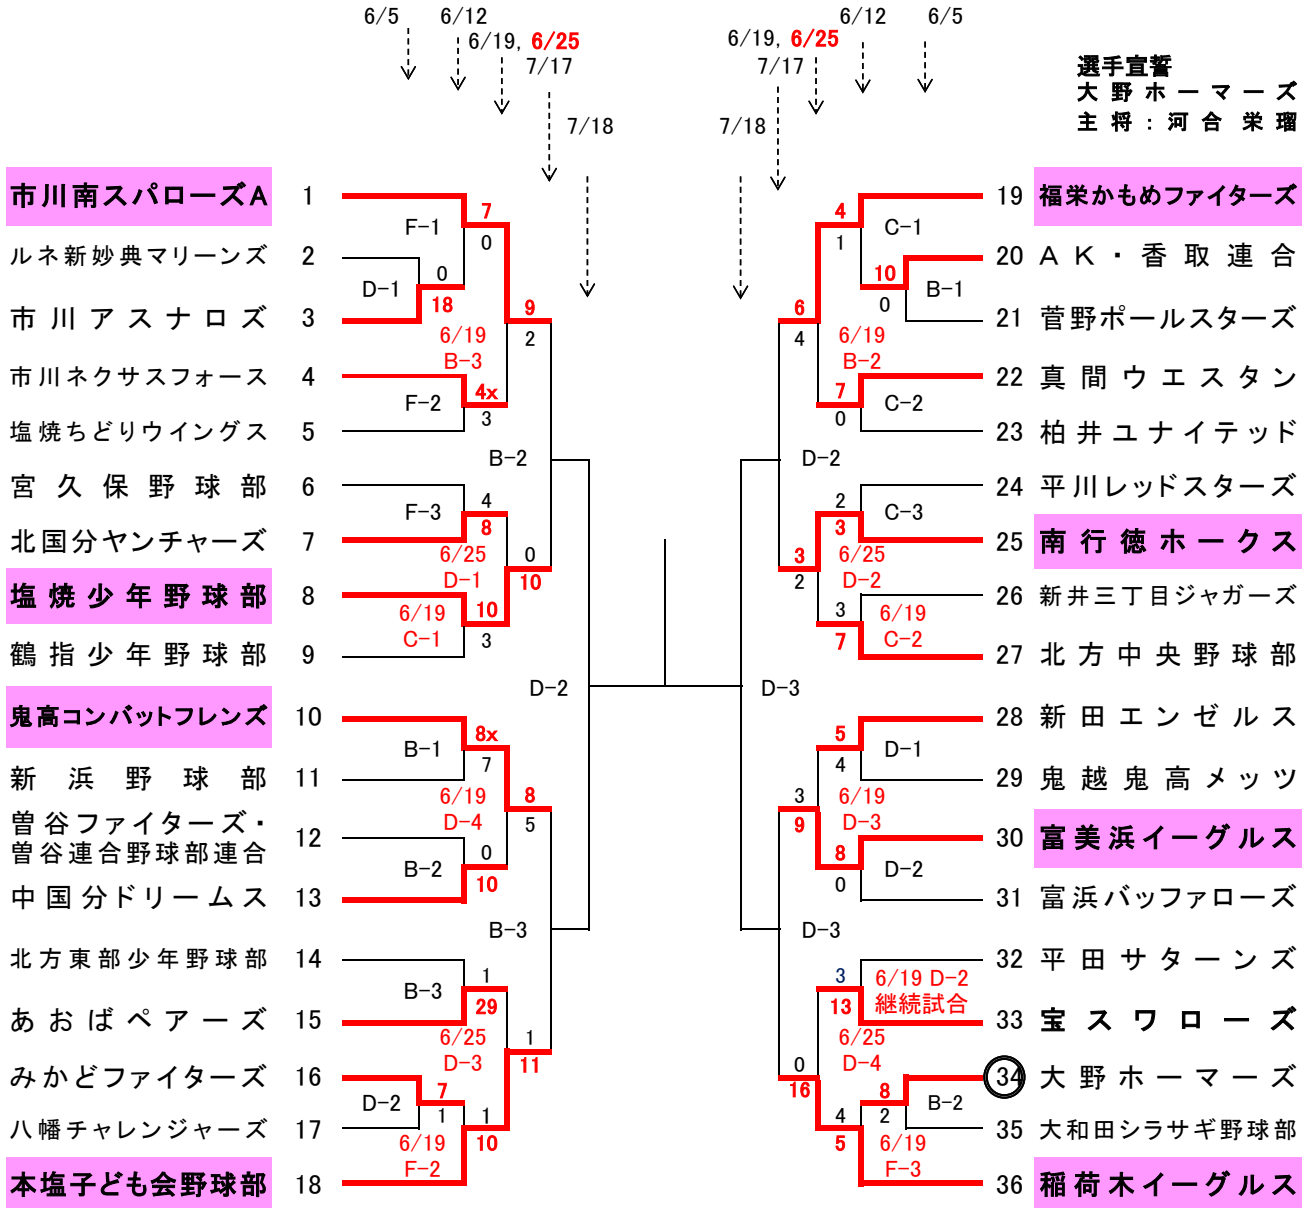 6/5 6/12
6/19, 6/25
7/17
7/18
6/12 6/5
6/19, 6/25
7/17
7/18
選手宣誓
大野ホーマーズ
主将：河合 栄瑠
市川南スパローズA 1
ルネ新妙典マリーンズ 2
市川アスナロズ 3
市川ネクサスフォース 4
塩焼ちどりウイングス 5
宮久保野球部 6
北国分ヤンチャーズ 7
塩焼少年野球部 8
鶴指少年野球部 9
鬼高コンバットフレンズ 10
新浜野球部 11
曽谷ファイターズ・
曽谷連合野球部連合 12
中国分ドリームス 13
北方東部少年野球部 14
あおばペアーズ 15
みかどファイターズ 16
八幡チャレンジャーズ 17
本塩子ども会野球部 18
F-1 7
0
D-1 0
18
6/19
B-3
9
2
F-2 4x
3
B-2
F-3 4
8
6/25
D-1
0
10
6/19
C-1
10
3
D-2
B-1 8x
7
6/19
D-4
8
5
B-2 0
10
B-3
B-3 1
29
6/25
D-3
1
11
D-2 7
1
1
10
6/19
F-2
4
1
C-1
10
0
B-1
6
4
6/19
B-2
7
0
C-2
D-2
2
3
C-3
3
2
6/25
D-2
3
7
6/19
C-2
D-3
5
4
D-1
3
9
6/19
D-3
8
0
D-2
D-3
3
13
6/19 D-2
継続試合
6/25
D-4
0
16
8
2
B-2
4
5
6/19
F-3
19 福栄かもめファイターズ
20 AK・香取連合
21 菅野ポールスターズ
22 真間ウエスタン
23 柏井ユナイテッド
24 平川レッドスターズ
25 南行徳ホークス
26 新井三丁目ジャガーズ
27 北方中央野球部
28 新田エンゼルス
29 鬼越鬼高メッツ
30 富美浜イーグルス
31 富浜バッファローズ
32 平田サターンズ
33 宝スワローズ
34 大野ホーマーズ
35 大和田シラサギ野球部
36 稲荷木イーグルス